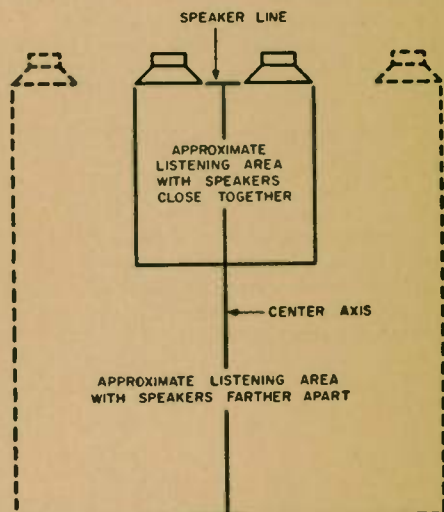 SPEAKER LINE
APPROXIMATE
LISTENING AREA
WITH SPEAKERS
CLOSE TOGETHER
CENTER AXIS
APPROXIMATE LISTENING AREA
WITH SPEAKERS FARTHER APART